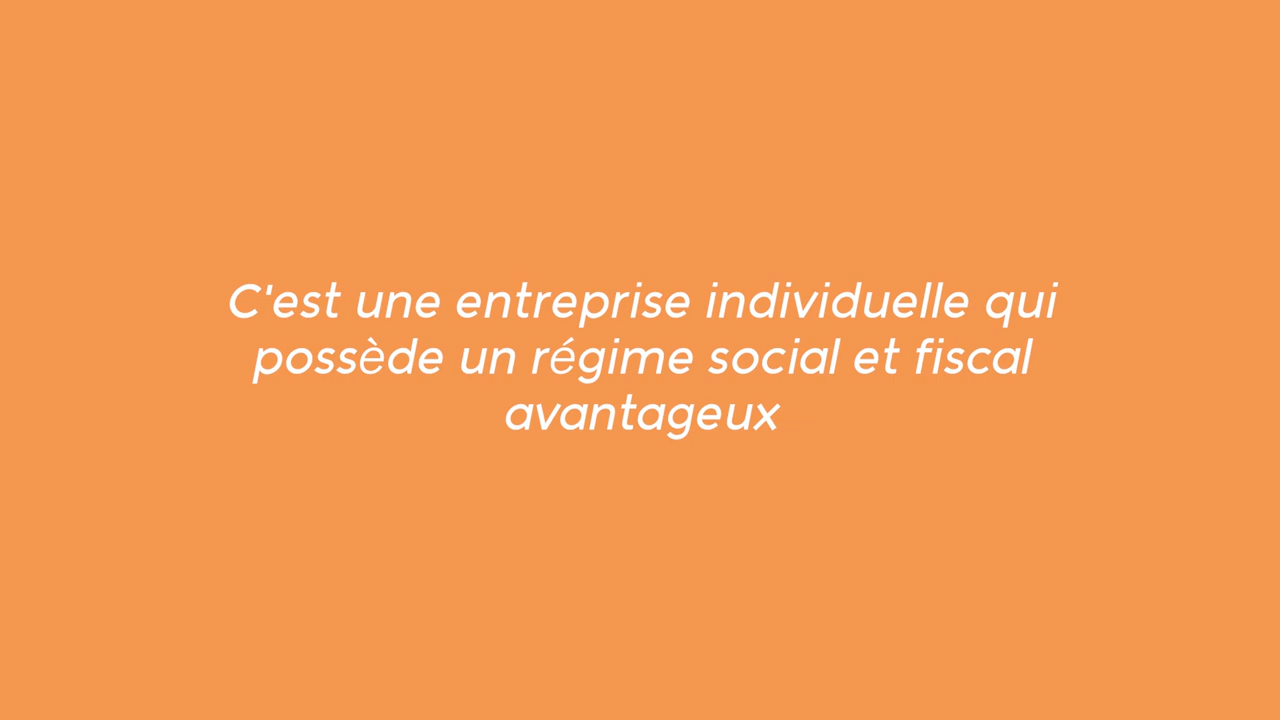 C'est une entreprise individuelle qui
possède un régime social et fiscal
avantageux